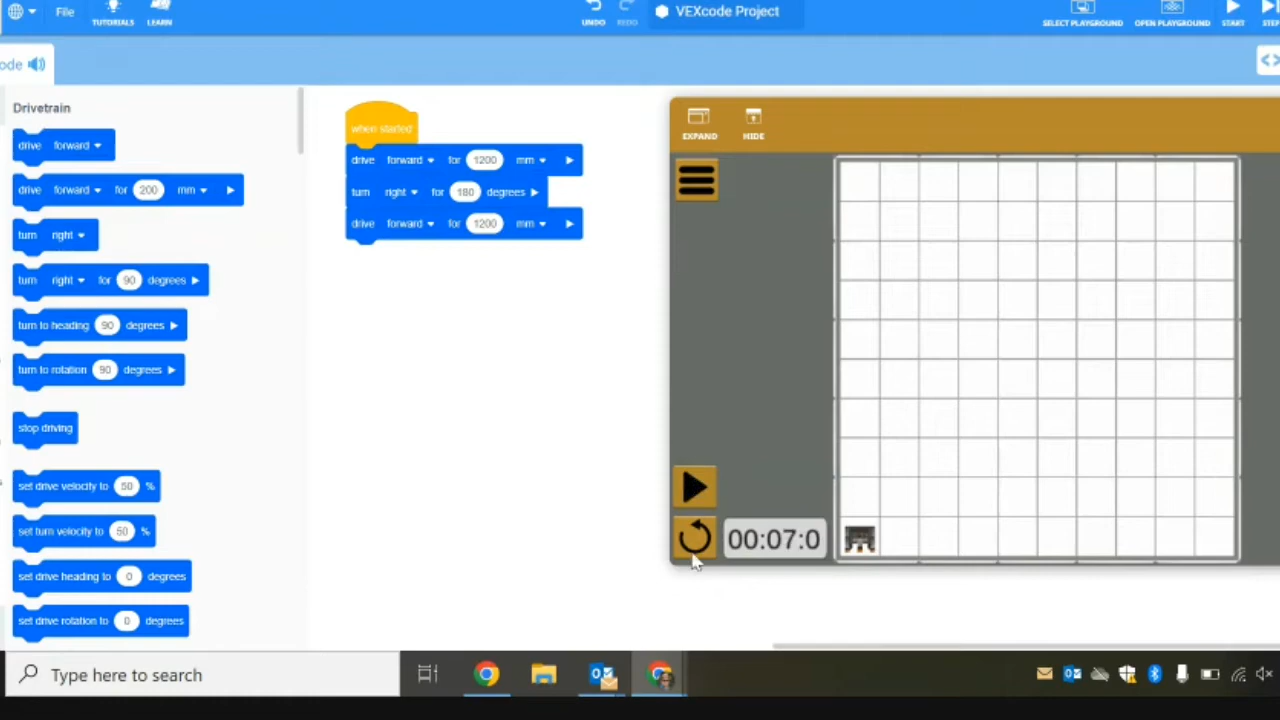 File
TUTORIALS
LEARN
UNDO
REDO
VEXcode Project
SELECT PLAYGROUND
OPEN PLAYGROUND
START
STEP
ode
Drivetrain
drive forward
drive forward for 200 mm
turn right
turn right for 90 degrees
turn to heading 90 degrees
turn to rotation 90 degrees
stop driving
set drive velocity to 50 %
set turn velocity to 50 %
set drive heading to 0 degrees
set drive rotation to 0 degrees
when started
drive forward for 1200 mm
turn right for 180 degrees
drive forward for 1200 mm
EXPAND
HIDE
00:07:0
Type here to search